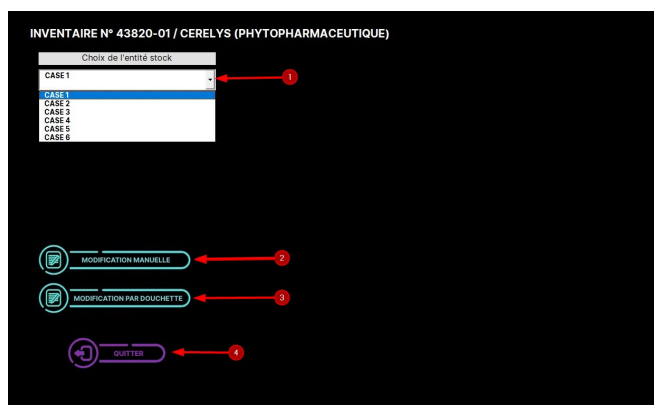 INVENTAIRE N° 43820-01 / CERELYS (PHYTOPHARMACEUTIQUE)
Choix de l'entité stock
CASE 1
1
CASE 1
CASE 2
CASE 3
CASE 4
CASE 5
CASE 6
MODIFICATION MANUELLE
2
MODIFICATION PAR DOUCHETTE
3
QUITTER
4